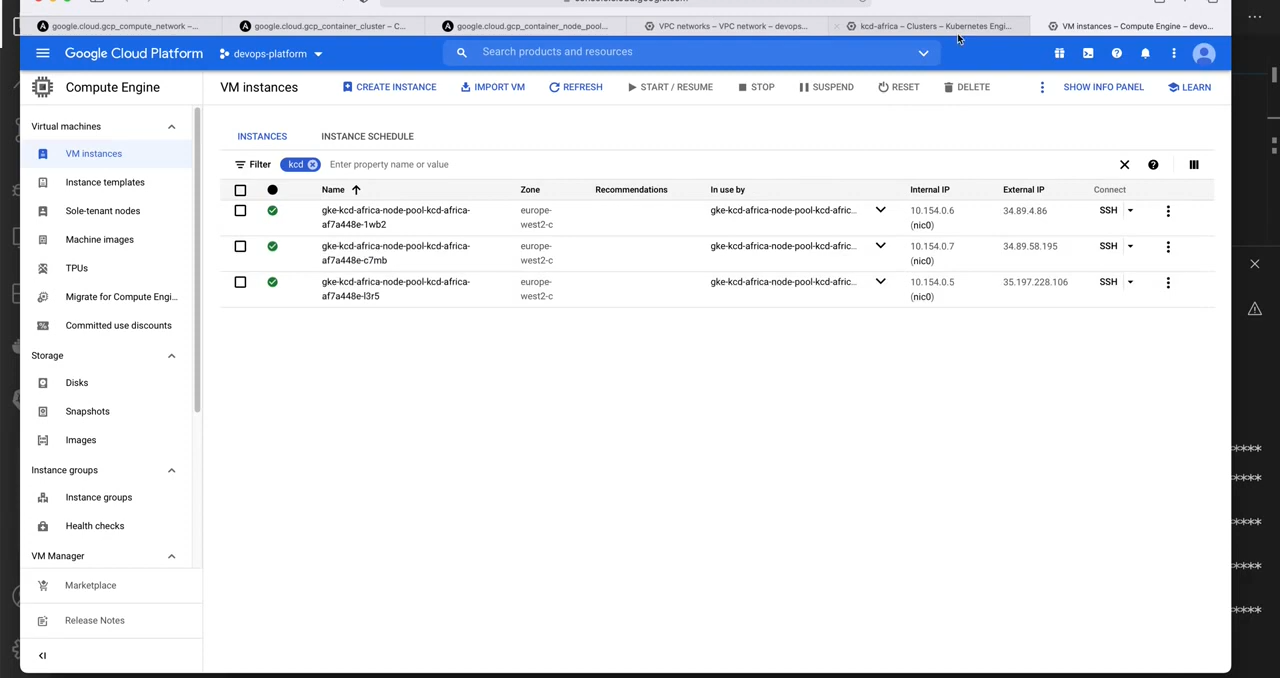 console.cloud.google.com
google.cloud.gcp_compute_network –...
google.cloud.gcp_container_cluster – C...
google.cloud.gcp_container_node_pool...
VPC networks – VPC network – devops...
kcd-africa – Clusters – Kubernetes Engi...
VM instances – Compute Engine – devo...
Google Cloud Platform
devops-platform
Search products and resources
Compute Engine
VM instances
CREATE INSTANCE
IMPORT VM
REFRESH
START / RESUME
STOP
SUSPEND
RESET
DELETE
SHOW INFO PANEL
LEARN
Virtual machines
VM instances
Instance templates
Sole-tenant nodes
Machine images
TPUs
Migrate for Compute Engi...
Committed use discounts
Storage
Disks
Snapshots
Images
Instance groups
Instance groups
Health checks
VM Manager
Marketplace
Release Notes
INSTANCES
INSTANCE SCHEDULE
Filter
kcd
Enter property name or value
Name
Zone
Recommendations
In use by
Internal IP
External IP
Connect
gke-kcd-africa-node-pool-kcd-africa-
af7a448e-1wb2
europe-
west2-c
gke-kcd-africa-node-pool-kcd-afric...
10.154.0.6
(nic0)
34.89.4.86
SSH
gke-kcd-africa-node-pool-kcd-africa-
af7a448e-c7mb
europe-
west2-c
gke-kcd-africa-node-pool-kcd-afric...
10.154.0.7
(nic0)
34.89.58.195
SSH
gke-kcd-africa-node-pool-kcd-africa-
af7a448e-l3r5
europe-
west2-c
gke-kcd-africa-node-pool-kcd-afric...
10.154.0.5
(nic0)
35.197.228.106
SSH
****
****
****
****
****